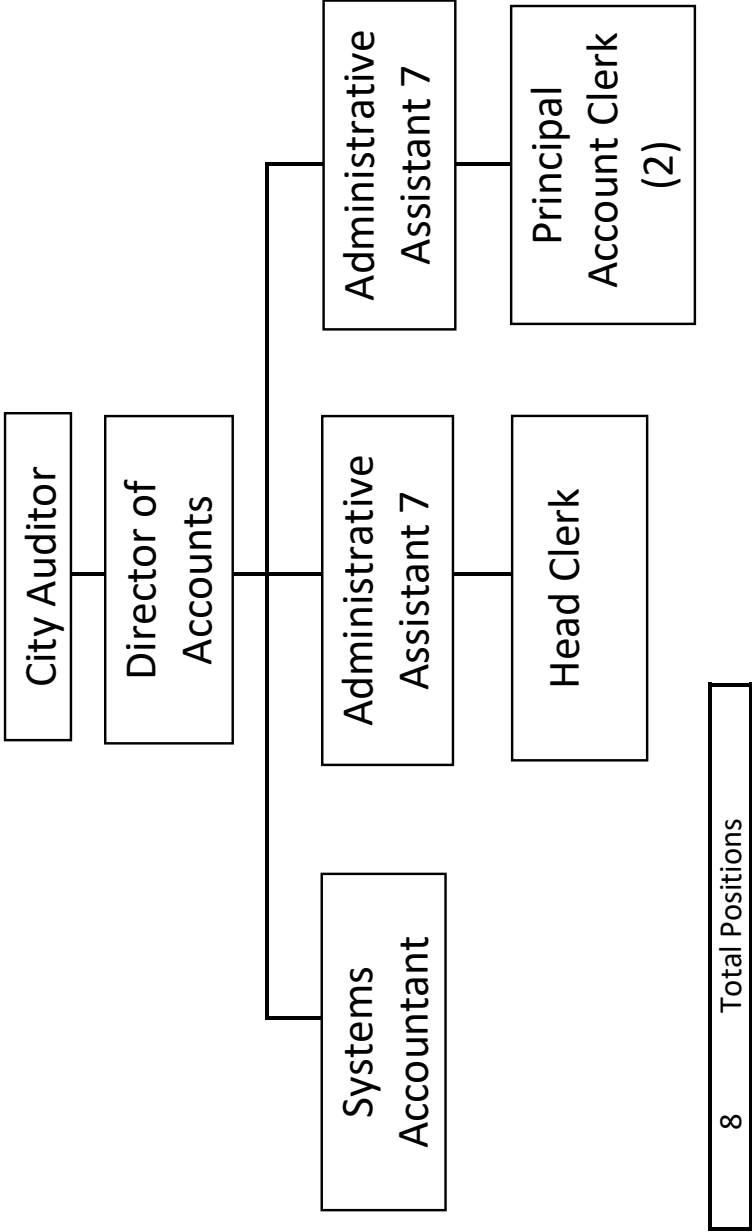 City Auditor
Director of
Accounts
Systems
Accountant
Administrative
Assistant 7
Administrative
Assistant 7
Head Clerk
Principal
Account Clerk
(2)
8 Total Positions